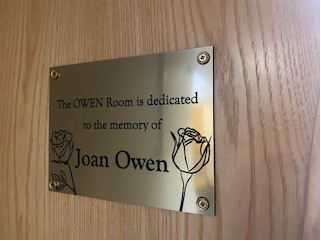 The OWEN Room is dedicated
to the memory of
Joan Owen